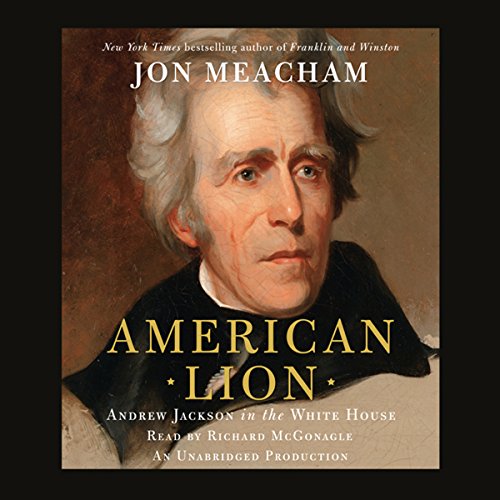 New York Times bestselling author of Franklin and Winston
JON MEACHAM
AMERICAN
· LION ·
Andrew Jackson in the White House
Read by Richard McGonagle
An Unabridged Production